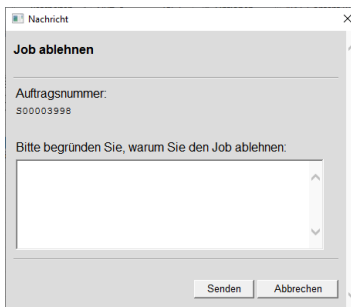 Nachricht
Job ablehnen
Auftragsnummer:
S00003998
Bitte begründen Sie, warum Sie den Job ablehnen:
Senden Abbrechen